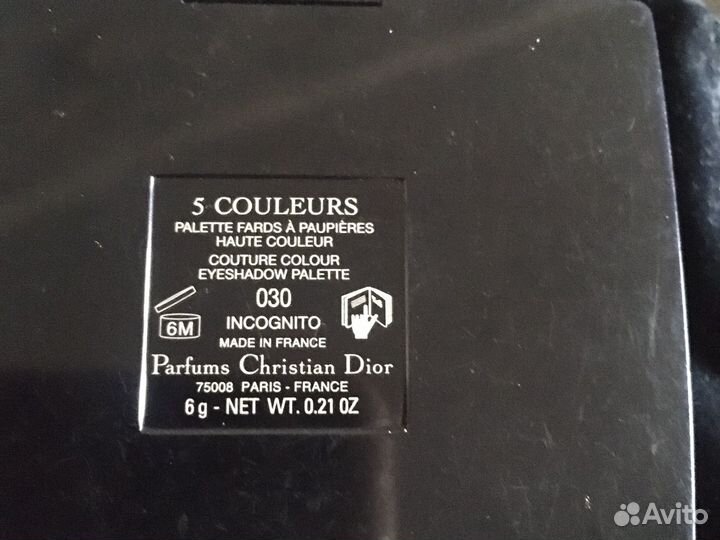 5 COULEURS
PALETTE FARDS À PAUPIÈRES
HAUTE COULEUR
COUTURE COLOUR
EYESHADOW PALETTE
030
6M
INCOGNITO
MADE IN FRANCE
Parfums Christian Dior
75008 PARIS - FRANCE
6 g - NET WT. 0.21 OZ
Avito